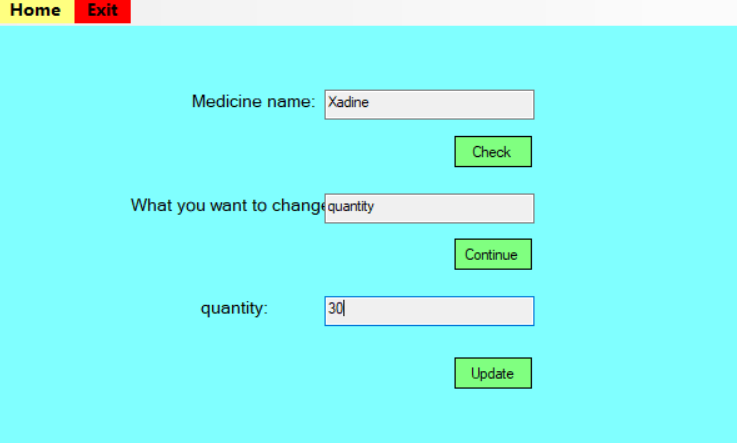 Home Exit
Medicine name: Xadine
Check
What you want to change quantity
Continue
quantity: 30
Update